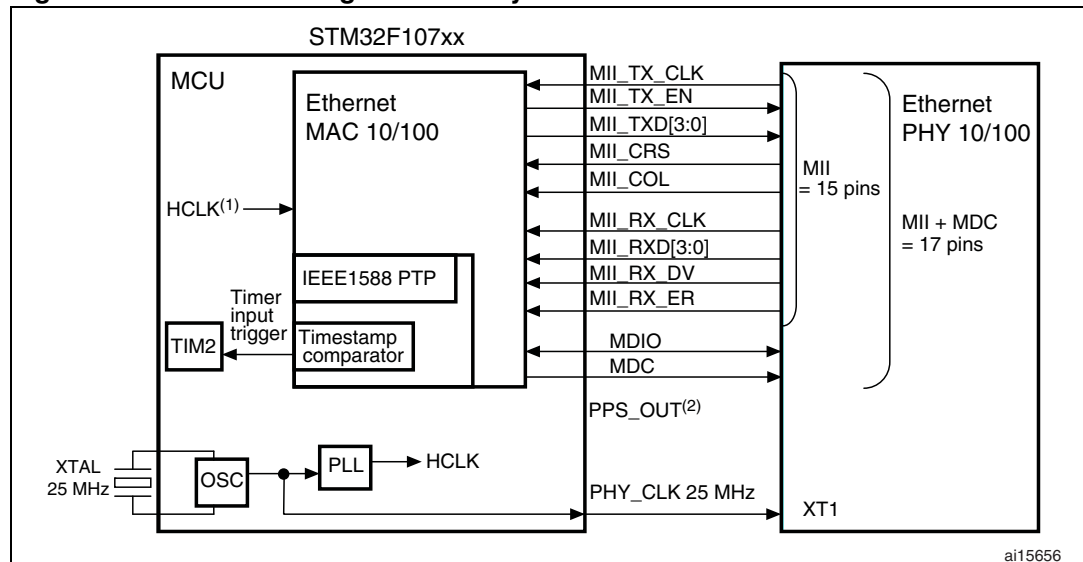 STM32F107xx
MCU
Ethernet
MAC 10/100
HCLK(1)
IEEE1588 PTP
Timer
input
trigger
TIM2
Timestamp
comparator
XTAL
25 MHz
OSC
PLL
HCLK
MII_TX_CLK
MII_TX_EN
MII_TXD[3:0]
MII_CRS
MII_COL
MII_RX_CLK
MII_RXD[3:0]
MII_RX_DV
MII_RX_ER
MDIO
MDC
PPS_OUT(2)
PHY_CLK 25 MHz
Ethernet
PHY 10/100
MII
= 15 pins
MII + MDC
= 17 pins
XT1
ai15656